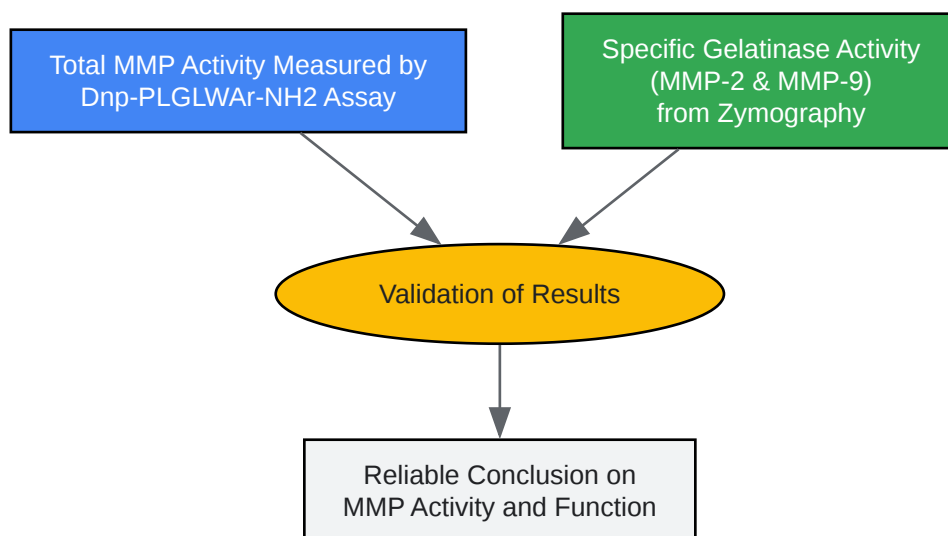 Total MMP Activity Measured by
Dnp-PLGLWAr-NH2 Assay
Specific Gelatinase Activity
(MMP-2 & MMP-9)
from Zymography
Validation of Results
Reliable Conclusion on
MMP Activity and Function